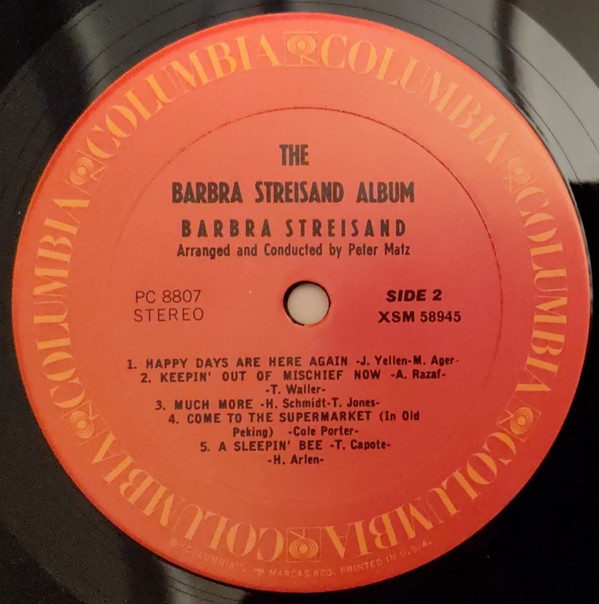 COLUMBIA COLUMBIA COLUMBIA COLUMBIA COLUMBIA COLUMBIA
THE
BARBRA STREISAND ALBUM
BARBRA STREISAND
Arranged and Conducted by Peter Matz
PC 8807 SIDE 2
STEREO XSM 58945
1. HAPPY DAYS ARE HERE AGAIN -J. Yellen-M. Ager-
2. KEEPIN' OUT OF MISCHIEF NOW -A. Razaf-
-T. Waller-
3. MUCH MORE -H. Schmidt-T. Jones-
4. COME TO THE SUPERMARKET (In Old
Peking) -Cole Porter-
5. A SLEEPIN' BEE -T. Capote-
-H. Arlen-
"COLUMBIA", MARCAS REG. PRINTED IN U.S.A.